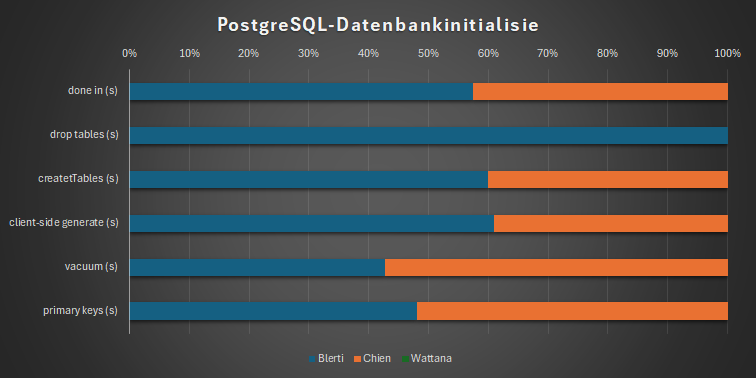 PostgreSQL-Datenbankinitialisie
0% 10% 20% 30% 40% 50% 60% 70% 80% 90% 100%
done in (s)
drop tables (s)
createtTables (s)
client-side generate (s)
vacuum (s)
primary keys (s)
Blerti Chien Wattana